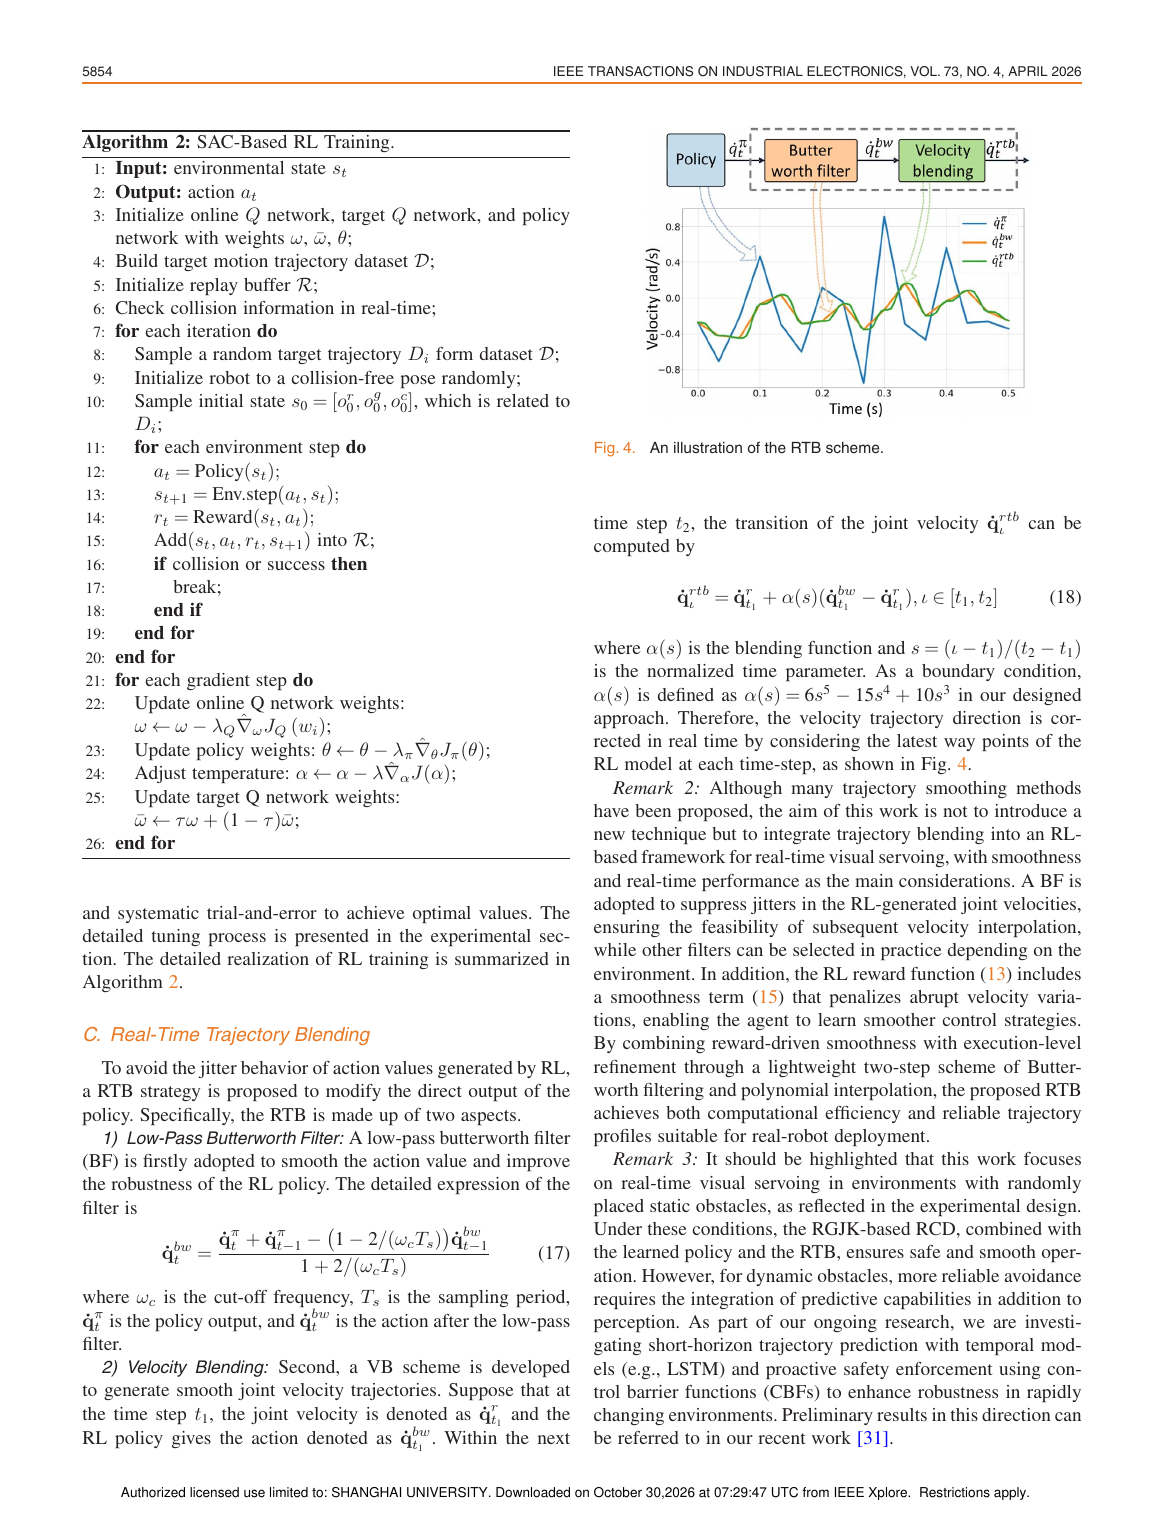 5854
IEEE TRANSACTIONS ON INDUSTRIAL ELECTRONICS, VOL. 73, NO. 4, APRIL 2026
Algorithm 2: SAC-Based RL Training.
1: Input: environmental state s_t
2: Output: action a_t
3: Initialize online Q network, target Q network, and policy
network with weights ω, ω̄, θ;
4: Build target motion trajectory dataset 𝒟;
5: Initialize replay buffer ℛ;
6: Check collision information in real-time;
7: for each iteration do
8: Sample a random target trajectory D_i form dataset 𝒟;
9: Initialize robot to a collision-free pose randomly;
10: Sample initial state s_0 = [o_0^r, o_0^g, o_0^c], which is related to
D_i;
11: for each environment step do
12: a_t = Policy(s_t);
13: s_{t+1} = Env.step(a_t, s_t);
14: r_t = Reward(s_t, a_t);
15: Add(s_t, a_t, r_t, s_{t+1}) into ℛ;
16: if collision or success then
17: break;
18: end if
19: end for
20: end for
21: for each gradient step do
22: Update online Q network weights:
ω ← ω − λ_Q ∇̂_ω J_Q (w_i);
23: Update policy weights: θ ← θ − λ_π ∇̂_θ J_π(θ);
24: Adjust temperature: α ← α − λ∇̂_α J(α);
25: Update target Q network weights:
ω̄ ← τω + (1 − τ)ω̄;
26: end for
and systematic trial-and-error to achieve optimal values. The
detailed tuning process is presented in the experimental sec-
tion. The detailed realization of RL training is summarized in
Algorithm 2.
C. Real-Time Trajectory Blending
To avoid the jitter behavior of action values generated by RL,
a RTB strategy is proposed to modify the direct output of the
policy. Specifically, the RTB is made up of two aspects.
1) Low-Pass Butterworth Filter: A low-pass butterworth filter
(BF) is firstly adopted to smooth the action value and improve
the robustness of the RL policy. The detailed expression of the
filter is
q̇_t^{bw} = (q̇_t^π + q̇_{t−1}^π − (1 − 2/(ω_c T_s)) q̇_{t−1}^{bw}) / (1 + 2/(ω_c T_s)) (17)
where ω_c is the cut-off frequency, T_s is the sampling period,
q̇_t^π is the policy output, and q̇_t^{bw} is the action after the low-pass
filter.
2) Velocity Blending: Second, a VB scheme is developed
to generate smooth joint velocity trajectories. Suppose that at
the time step t_1, the joint velocity is denoted as q̇_{t_1}^r and the
RL policy gives the action denoted as q̇_{t_1}^{bw}. Within the next
Policy
q̇_t^π
Butter
worth filter
q̇_t^{bw}
Velocity
blending
q̇_t^{rtb}
q̇_t^π
q̇_t^{bw}
q̇_t^{rtb}
Velocity (rad/s)
0.8
0.4
0.0
−0.4
−0.8
0.0 0.1 0.2 0.3 0.4 0.5
Time (s)
Fig. 4. An illustration of the RTB scheme.
time step t_2, the transition of the joint velocity q̇_ι^{rtb} can be
computed by
q̇_ι^{rtb} = q̇_{t_1}^r + α(s)(q̇_{t_1}^{bw} − q̇_{t_1}^r), ι ∈ [t_1, t_2] (18)
where α(s) is the blending function and s = (ι − t_1)/(t_2 − t_1)
is the normalized time parameter. As a boundary condition,
α(s) is defined as α(s) = 6s^5 − 15s^4 + 10s^3 in our designed
approach. Therefore, the velocity trajectory direction is cor-
rected in real time by considering the latest way points of the
RL model at each time-step, as shown in Fig. 4.
Remark 2: Although many trajectory smoothing methods
have been proposed, the aim of this work is not to introduce a
new technique but to integrate trajectory blending into an RL-
based framework for real-time visual servoing, with smoothness
and real-time performance as the main considerations. A BF is
adopted to suppress jitters in the RL-generated joint velocities,
ensuring the feasibility of subsequent velocity interpolation,
while other filters can be selected in practice depending on the
environment. In addition, the RL reward function (13) includes
a smoothness term (15) that penalizes abrupt velocity varia-
tions, enabling the agent to learn smoother control strategies.
By combining reward-driven smoothness with execution-level
refinement through a lightweight two-step scheme of Butter-
worth filtering and polynomial interpolation, the proposed RTB
achieves both computational efficiency and reliable trajectory
profiles suitable for real-robot deployment.
Remark 3: It should be highlighted that this work focuses
on real-time visual servoing in environments with randomly
placed static obstacles, as reflected in the experimental design.
Under these conditions, the RGJK-based RCD, combined with
the learned policy and the RTB, ensures safe and smooth oper-
ation. However, for dynamic obstacles, more reliable avoidance
requires the integration of predictive capabilities in addition to
perception. As part of our ongoing research, we are investi-
gating short-horizon trajectory prediction with temporal mod-
els (e.g., LSTM) and proactive safety enforcement using con-
trol barrier functions (CBFs) to enhance robustness in rapidly
changing environments. Preliminary results in this direction can
be referred to in our recent work [31].
Authorized licensed use limited to: SHANGHAI UNIVERSITY. Downloaded on October 30,2026 at 07:29:47 UTC from IEEE Xplore. Restrictions apply.